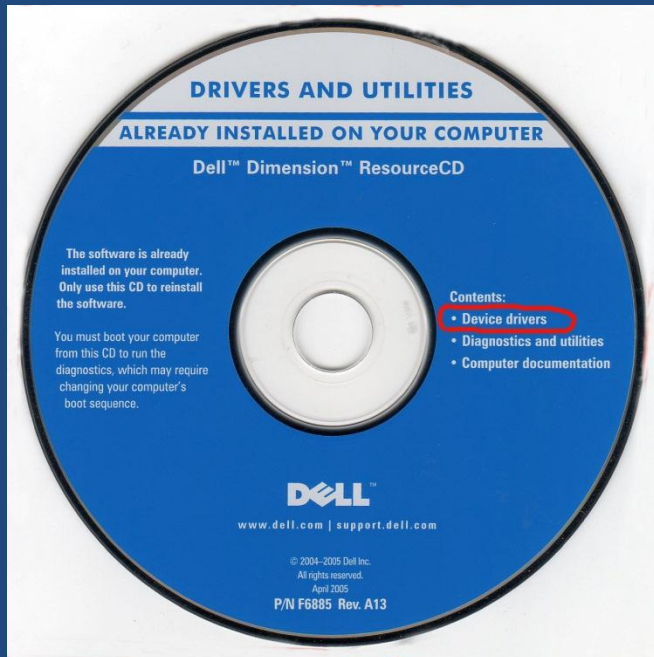 DRIVERS AND UTILITIES
ALREADY INSTALLED ON YOUR COMPUTER
Dell™ Dimension™ ResourceCD
The software is already
installed on your computer.
Only use this CD to reinstall
the software.
You must boot your computer
from this CD to run the
diagnostics, which may require
changing your computer's
boot sequence.
Contents:
• Device drivers
• Diagnostics and utilities
• Computer documentation
DELL™
www.dell.com | support.dell.com
© 2004–2005 Dell Inc.
All rights reserved.
April 2005
P/N F6885 Rev. A13